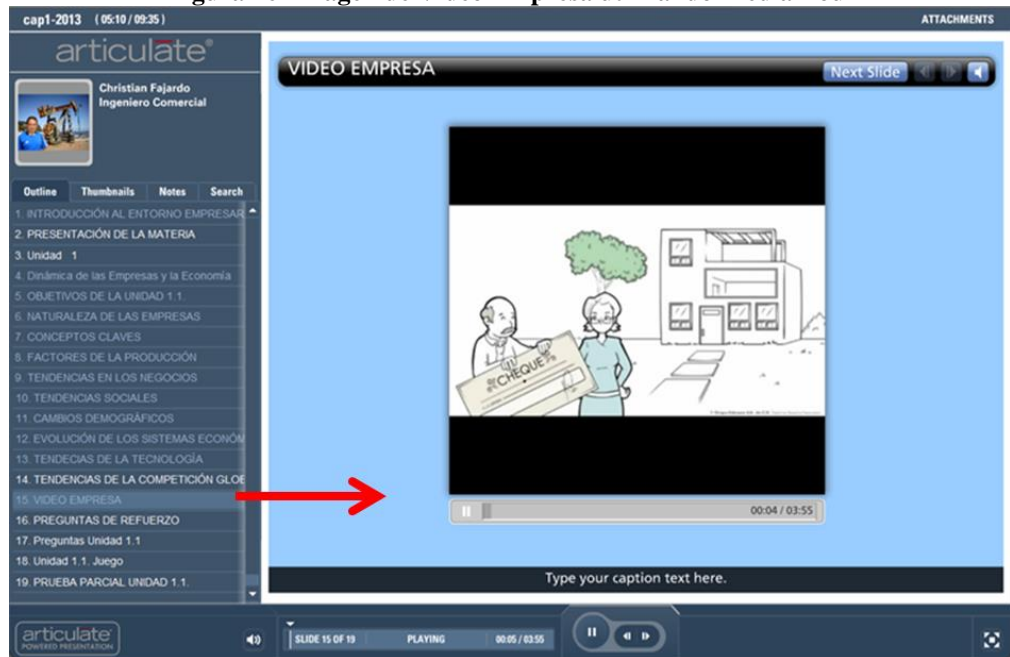 cap1-2013 ( 05:10 / 09:35 )
ATTACHMENTS
articulate®
Christian Fajardo
Ingeniero Comercial
Outline Thumbnails Notes Search
1. INTRODUCCIÓN AL ENTORNO EMPRESAR
2. PRESENTACIÓN DE LA MATERIA
3. Unidad 1
4. Dinámica de las Empresas y la Economía
5. OBJETIVOS DE LA UNIDAD 1.1.
6. NATURALEZA DE LAS EMPRESAS
7. CONCEPTOS CLAVES
8. FACTORES DE LA PRODUCCIÓN
9. TENDENCIAS EN LOS NEGOCIOS
10. TENDENCIAS SOCIALES
11. CAMBIOS DEMOGRÁFICOS
12. EVOLUCIÓN DE LOS SISTEMAS ECONÓM
13. TENDECIAS DE LA TECNOLOGÍA
14. TENDENCIAS DE LA COMPETICIÓN GLOB
15. VIDEO EMPRESA
16. PREGUNTAS DE REFUERZO
17. Preguntas Unidad 1.1
18. Unidad 1.1. Juego
19. PRUEBA PARCIAL UNIDAD 1.1.
VIDEO EMPRESA
Next Slide
CHEQUE
00:04 / 03:55
Type your caption text here.
articulate
POWERED PRESENTATION
SLIDE 15 OF 19 PLAYING 00:05 / 03:55